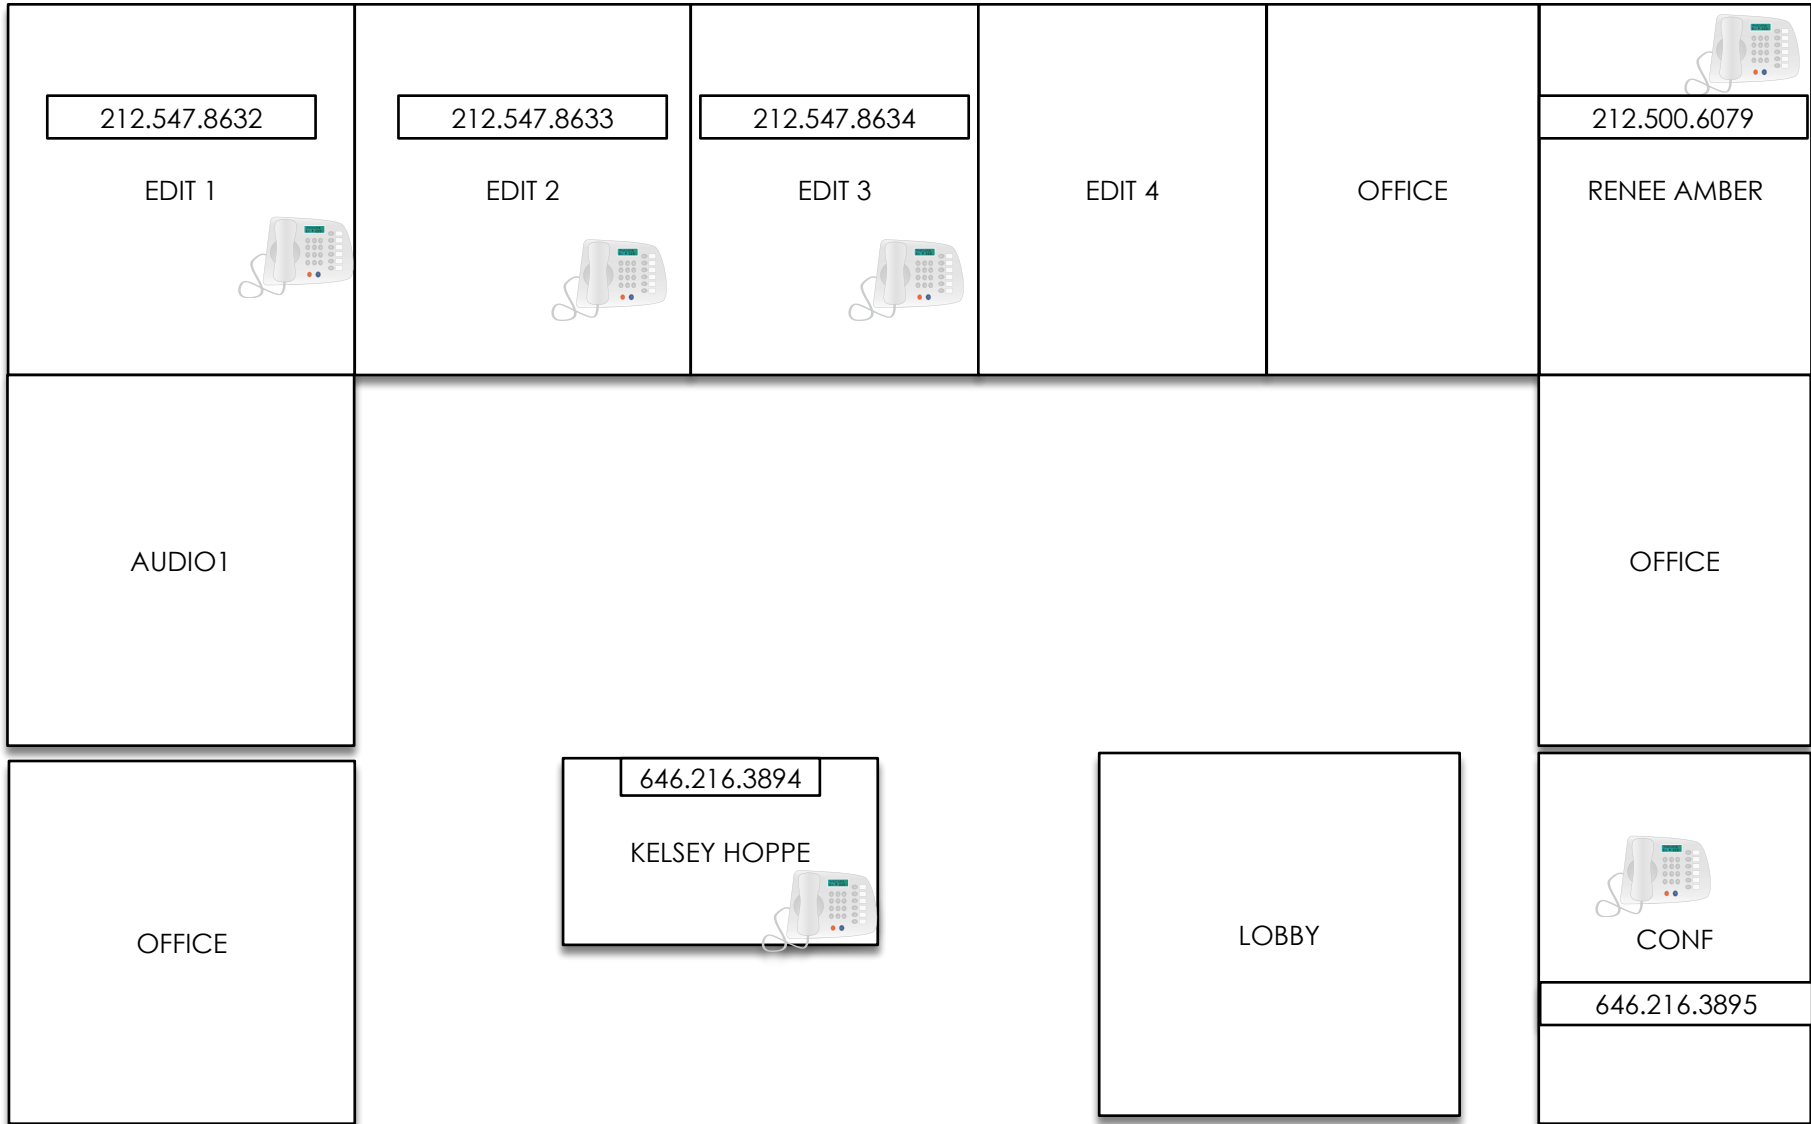 212.547.8632
212.547.8633
212.547.8634
212.500.6079
EDIT 1
EDIT 2
EDIT 3
EDIT 4
OFFICE
RENEE AMBER
AUDIO1
OFFICE
646.216.3894
KELSEY HOPPE
OFFICE
LOBBY
CONF
646.216.3895